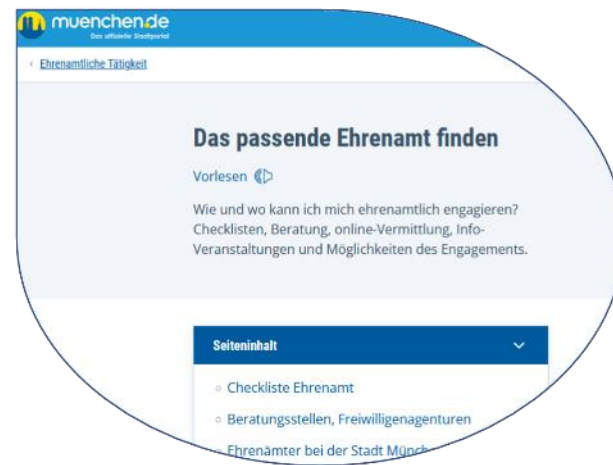 muenchen.de
Das offizielle Stadtportal
‹ Ehrenamtliche Tätigkeit
Das passende Ehrenamt finden
Vorlesen
Wie und wo kann ich mich ehrenamtlich engagieren?
Checklisten, Beratung, online-Vermittlung, Info-
Veranstaltungen und Möglichkeiten des Engagements.
Seiteninhalt
Checkliste Ehrenamt
Beratungsstellen, Freiwilligenagenturen
Ehrenämter bei der Stadt